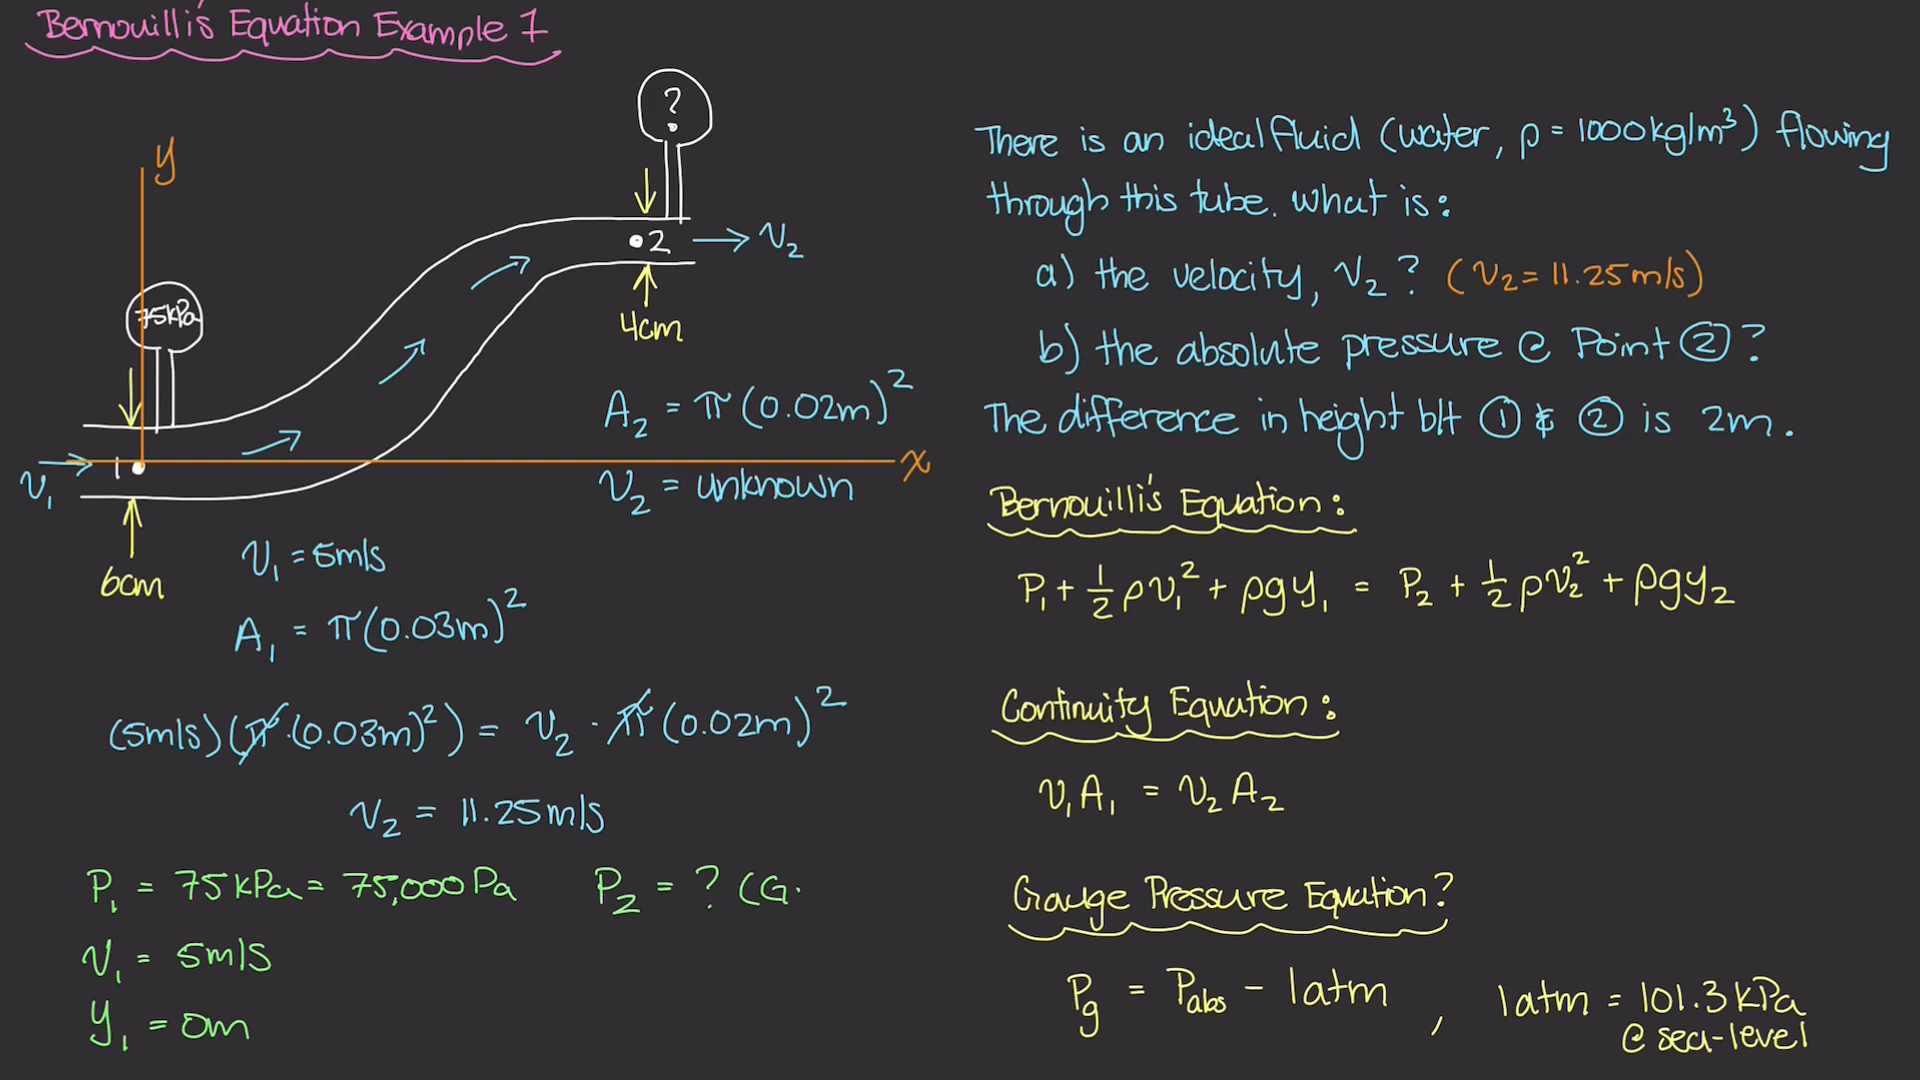 Bernouilli's Equation Example 1
?
y
•2
v₂
75kPa
4cm
A₂ = π(0.02m)²
1•
x
v₁
v₂ = unknown
v₁ = 5m/s
6cm
A₁ = π(0.03m)²
(5m/s)(π·(0.03m)²) = v₂ · π(0.02m)²
v₂ = 11.25m/s
P₁ = 75kPa = 75,000Pa P₂ = ? (G.
v₁ = 5m/s
y₁ = 0m
There is an ideal fluid (water, ρ = 1000kg/m³) flowing
through this tube. What is:
a) the velocity, v₂? (v₂ = 11.25m/s)
b) the absolute pressure @ Point ②?
The difference in height b/t ① & ② is 2m.
Bernouilli's Equation:
P₁ + ½ρv₁² + ρgy₁ = P₂ + ½ρv₂² + ρgy₂
Continuity Equation:
v₁A₁ = v₂A₂
Gauge Pressure Equation?
Pg = Pabs - 1atm , 1atm = 101.3kPa
@ sea-level